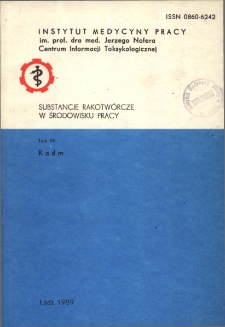 ISSN 0860-6242
INSTYTUT MEDYCYNY PRACY
im. prof. dra med. Jerzego Nofera
Centrum Informacji Toksykologicznej
SUBSTANCJE RAKOTWÓRCZE
W ŚRODOWISKU PRACY
Tom
Kadm
Łódź 1989